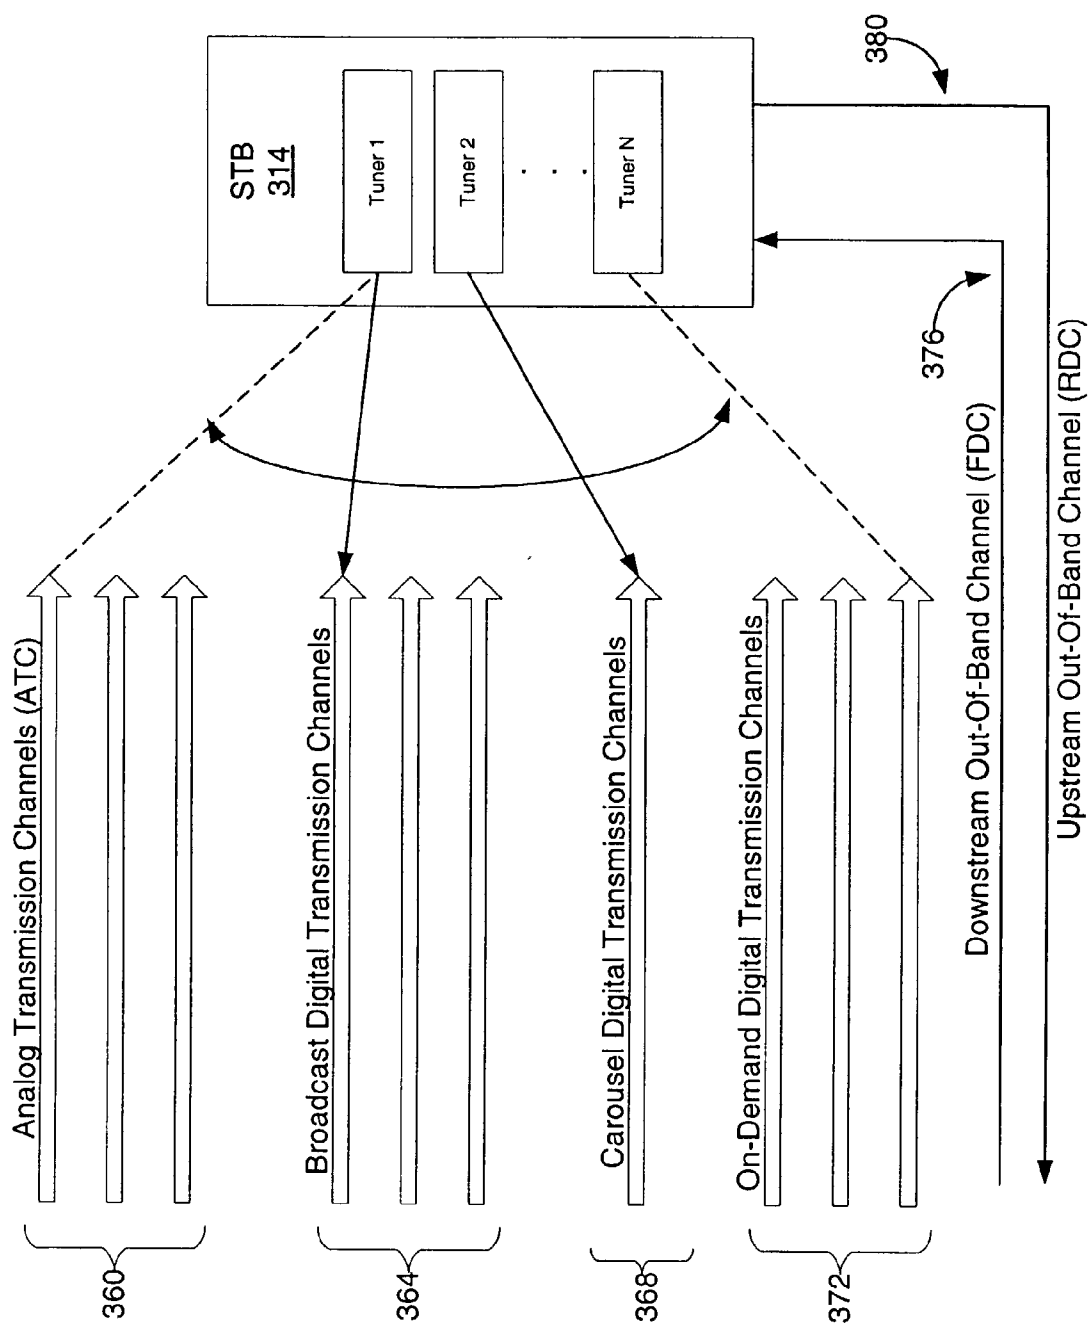 360
Analog Transmission Channels (ATC)
364
Broadcast Digital Transmission Channels
368
Carousel Digital Transmission Channels
372
On-Demand Digital Transmission Channels
STB
314
Tuner 1
Tuner 2
. . .
Tuner N
376
Downstream Out-Of-Band Channel (FDC)
380
Upstream Out-Of-Band Channel (RDC)